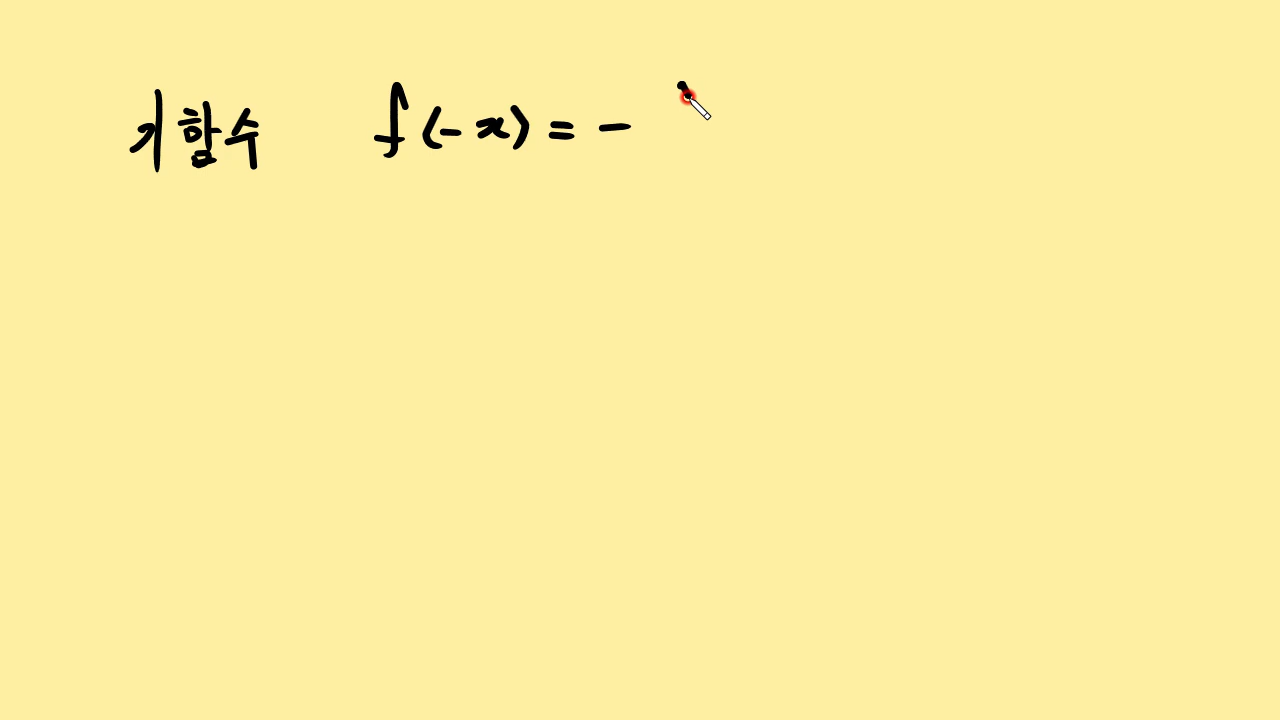 기함수 f(-x) = -